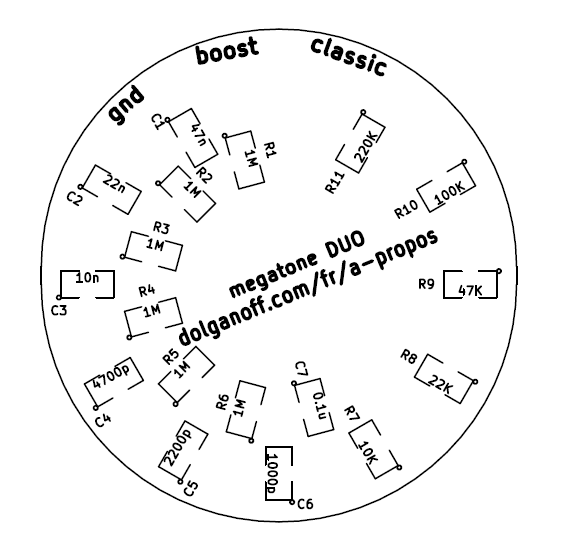 boost
classic
gnd
C1
47n
R1
1M
R2
1M
C2
22n
R3
1M
R4
1M
C3
10n
C4
4700p
R5
1M
C5
2200p
R6
1M
C6
1000p
C7
0.1u
R7
10K
R8
22K
R9
47K
R10
100K
R11
220K
megatone DUO
dolganoff.com/fr/a-propos